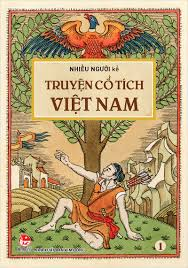 NHIỀU NGƯỜI kể
TRUYỆN CỔ TÍCH
VIỆT NAM
1